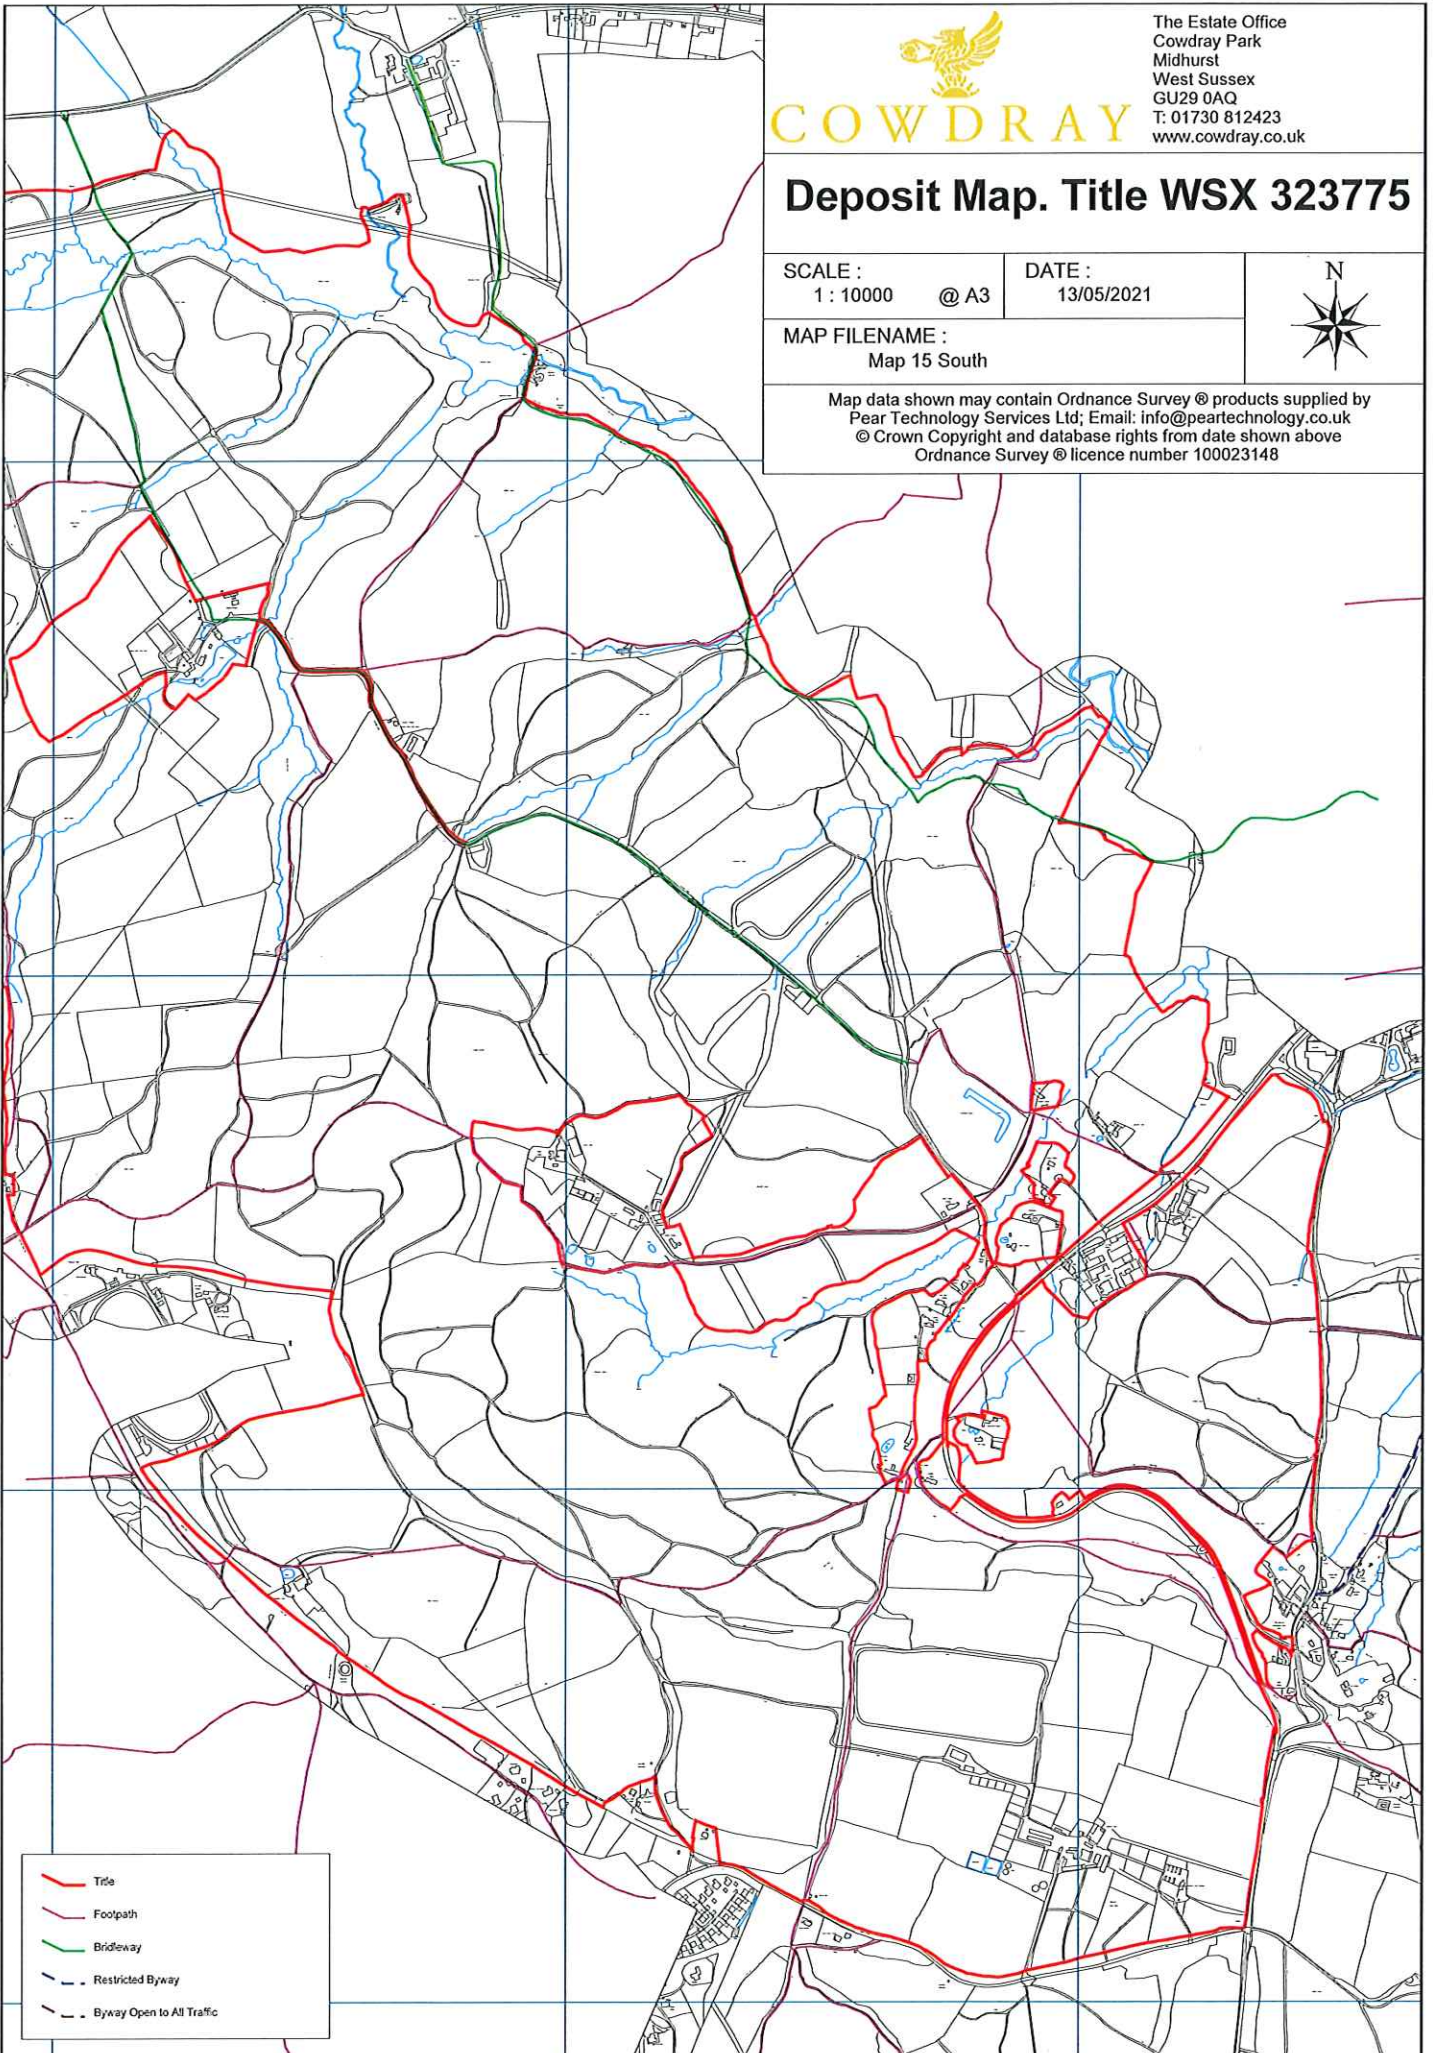 COWDRAY
The Estate Office
Cowdray Park
Midhurst
West Sussex
GU29 0AQ
T: 01730 812423
www.cowdray.co.uk
Deposit Map. Title WSX 323775
SCALE :
1 : 10000 @ A3
DATE :
13/05/2021
N
MAP FILENAME :
Map 15 South
Map data shown may contain Ordnance Survey ® products supplied by
Pear Technology Services Ltd; Email: info@peartechnology.co.uk
© Crown Copyright and database rights from date shown above
Ordnance Survey ® licence number 100023148
Title
Footpath
Bridleway
Restricted Byway
Byway Open to All Traffic